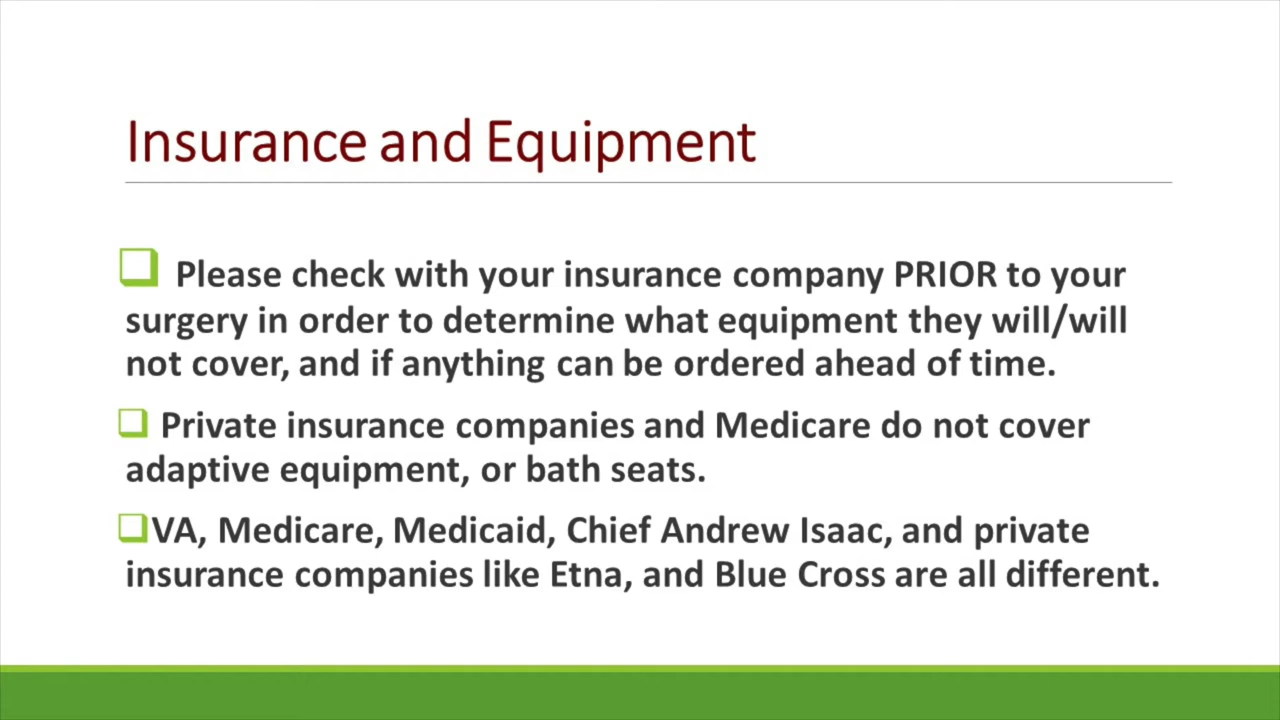 Insurance and Equipment
Please check with your insurance company PRIOR to your
surgery in order to determine what equipment they will/will
not cover, and if anything can be ordered ahead of time.
Private insurance companies and Medicare do not cover
adaptive equipment, or bath seats.
VA, Medicare, Medicaid, Chief Andrew Isaac, and private
insurance companies like Etna, and Blue Cross are all different.